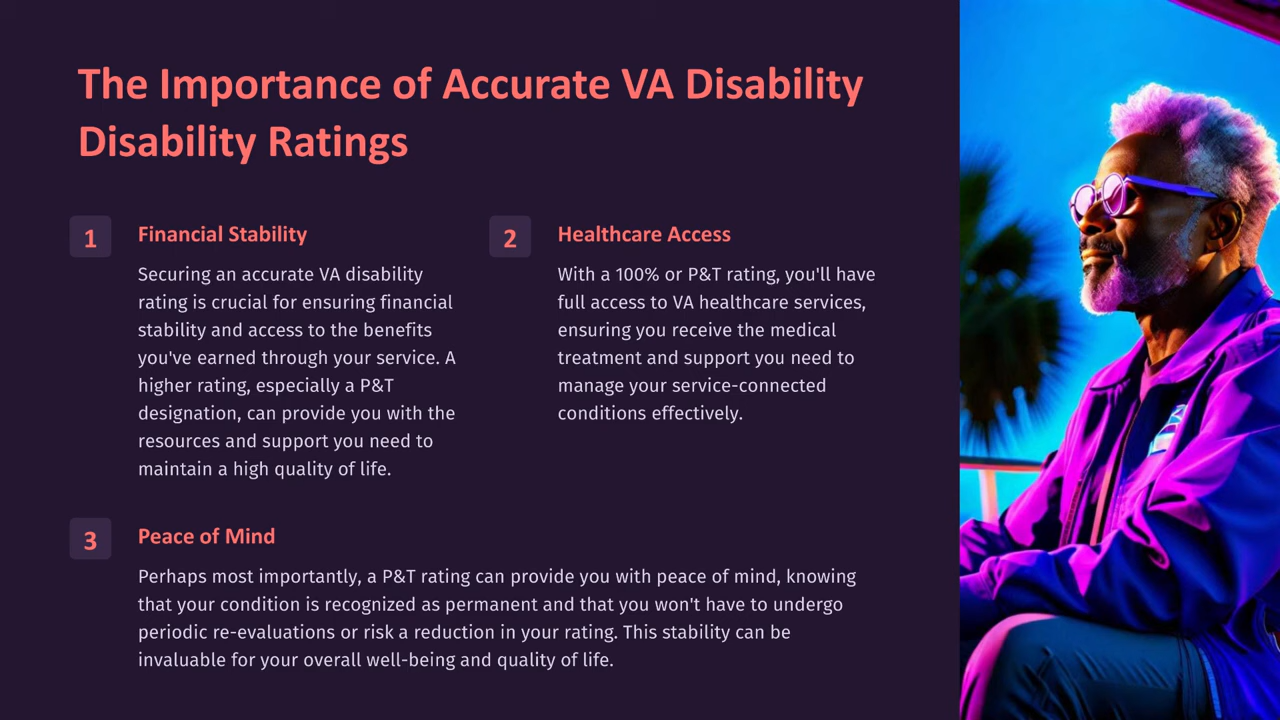 The Importance of Accurate VA Disability
Disability Ratings
1
Financial Stability
Securing an accurate VA disability
rating is crucial for ensuring financial
stability and access to the benefits
you've earned through your service. A
higher rating, especially a P&T
designation, can provide you with the
resources and support you need to
maintain a high quality of life.
2
Healthcare Access
With a 100% or P&T rating, you'll have
full access to VA healthcare services,
ensuring you receive the medical
treatment and support you need to
manage your service-connected
conditions effectively.
3
Peace of Mind
Perhaps most importantly, a P&T rating can provide you with peace of mind, knowing
that your condition is recognized as permanent and that you won't have to undergo
periodic re-evaluations or risk a reduction in your rating. This stability can be
invaluable for your overall well-being and quality of life.